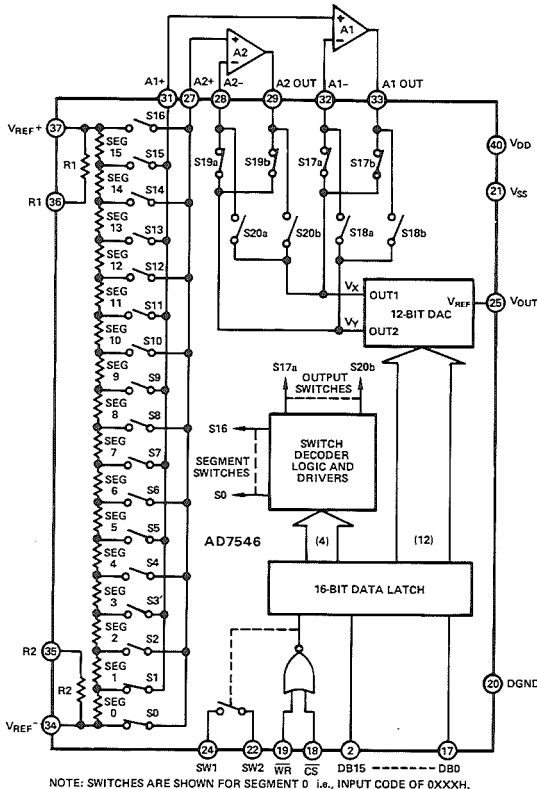 A1
A2
A1+ A2+ A2− A2 OUT A1− A1 OUT
31 27 28 29 32 33
VREF+ 37
S16
SEG 15
S15
R1
SEG 14
S14
R1 36
SEG 13
S13
SEG 12
S12
SEG 11
S11
SEG 10
S10
SEG 9
S9
SEG 8
S8
SEG 7
S7
SEG 6
S6
SEG 5
S5
SEG 4
S4
SEG 3
S3'
SEG 2
S2
R2 35
SEG 1
S1
R2
SEG 0
S0
VREF− 34
S19a S19b S17a S17b
S20a S20b S18a S18b
40 VDD
21 VSS
VX OUT1
VREF 25 VOUT
12-BIT DAC
VY OUT2
S17a S20b
OUTPUT SWITCHES
S16
SEGMENT SWITCHES
S0
SWITCH DECODER LOGIC AND DRIVERS
AD7546
(4) (12)
16-BIT DATA LATCH
20 DGND
24 22 19 18 2 17
SW1 SW2 WR CS DB15 DB0
NOTE: SWITCHES ARE SHOWN FOR SEGMENT 0 i.e., INPUT CODE OF 0XXXH.